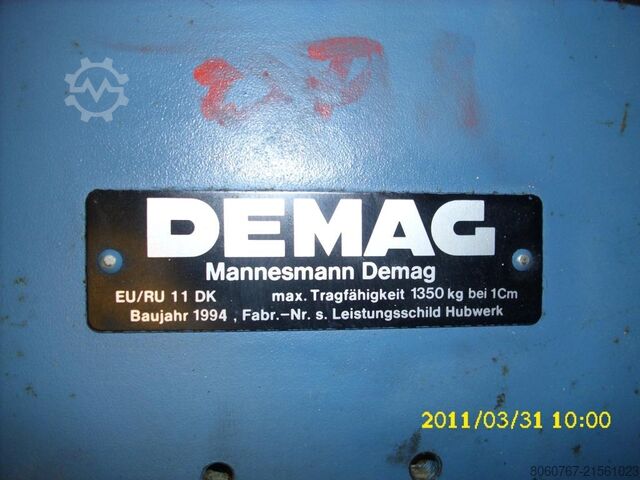 DEMAG
Mannesmann Demag
EU/RU 11 DK max. Tragfähigkeit 1350 kg bei 1Cm
Baujahr 1994 , Fabr.-Nr. s. Leistungsschild Hubwerk
2011/03/31 10:00
8060767-21561023